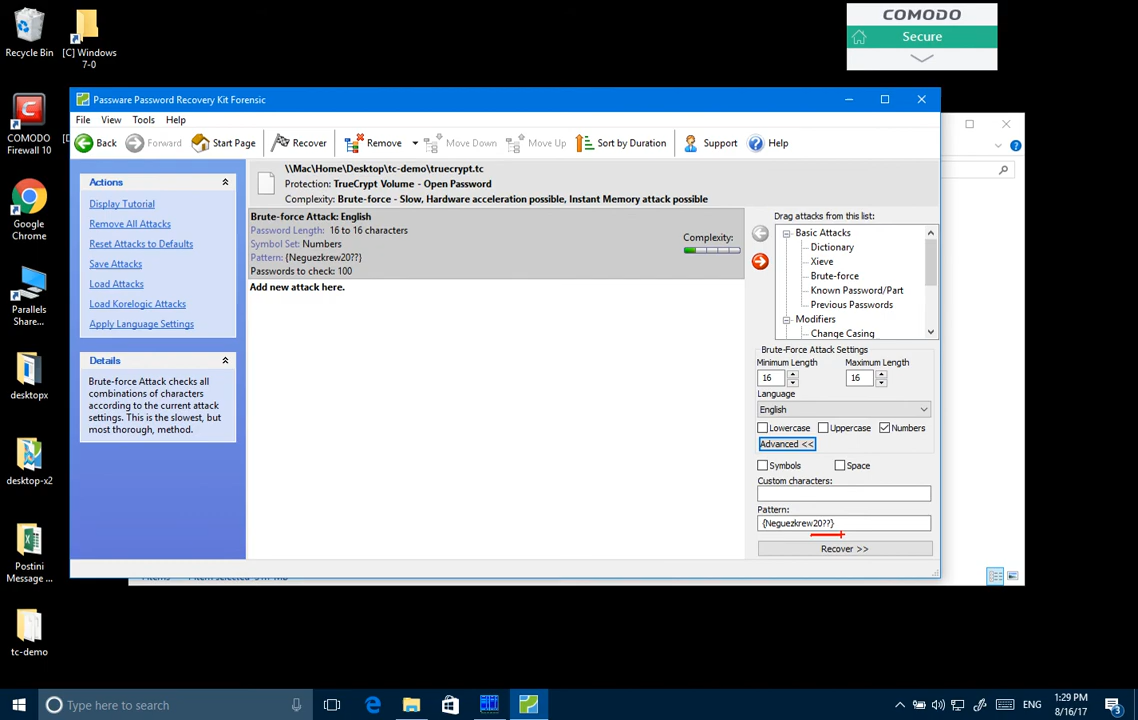 COMODO
Secure
Recycle Bin
[C] Windows
7-0
COMODO
Firewall 10
Google
Chrome
Parallels
Share...
desktopx
desktop-x2
Postini
Message ...
tc-demo
Passware Password Recovery Kit Forensic
File View Tools Help
Back Forward Start Page Recover Remove Move Down Move Up Sort by Duration Support Help
Actions
Display Tutorial
Remove All Attacks
Reset Attacks to Defaults
Save Attacks
Load Attacks
Load Korelogic Attacks
Apply Language Settings
Details
Brute-force Attack checks all
combinations of characters
according to the current attack
settings. This is the slowest, but
most thorough, method.
\\Mac\Home\Desktop\tc-demo\truecrypt.tc
Protection: TrueCrypt Volume - Open Password
Complexity: Brute-force - Slow, Hardware acceleration possible, Instant Memory attack possible
Brute-force Attack: English
Password Length: 16 to 16 characters
Symbol Set: Numbers
Pattern: {Neguezkrew20??}
Passwords to check: 100
Complexity:
Add new attack here.
Drag attacks from this list:
Basic Attacks
Dictionary
Xieve
Brute-force
Known Password/Part
Previous Passwords
Modifiers
Change Casing
Brute-Force Attack Settings
Minimum Length Maximum Length
16 16
Language
English
Lowercase Uppercase Numbers
Advanced <<
Symbols Space
Custom characters:
Pattern:
{Neguezkrew20??}
Recover >>
Type here to search
ENG
1:29 PM
8/16/17
3